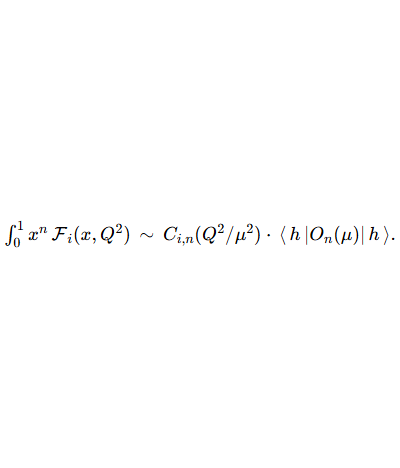 ∫₀¹ xⁿ ℱᵢ(x, Q²) ∼ Cᵢ,ₙ(Q²/μ²) · ⟨ h |Oₙ(μ)| h ⟩.